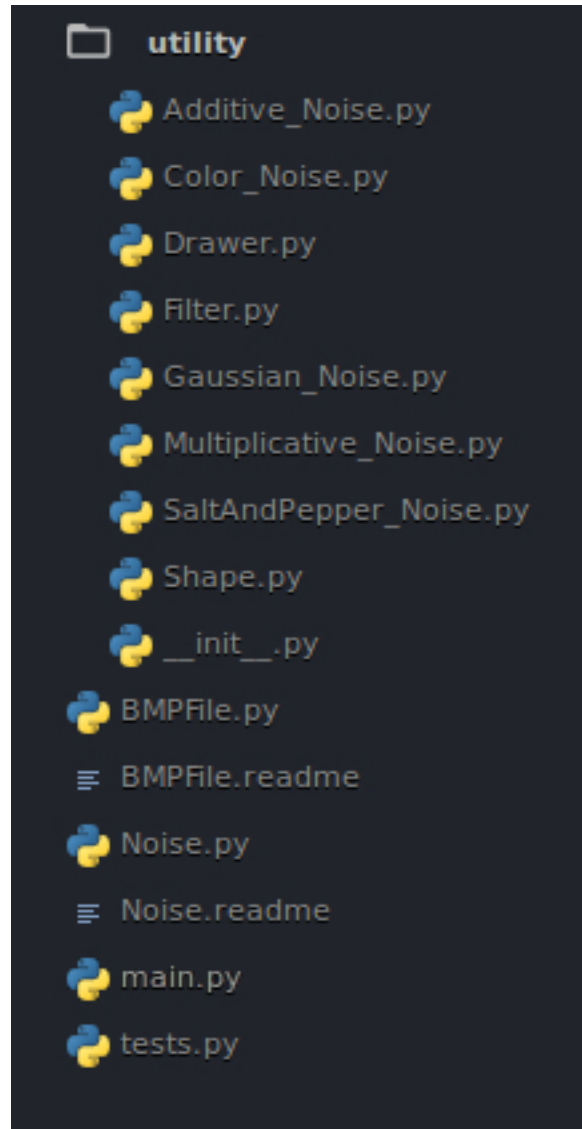 utility
Additive_Noise.py
Color_Noise.py
Drawer.py
Filter.py
Gaussian_Noise.py
Multiplicative_Noise.py
SaltAndPepper_Noise.py
Shape.py
__init__.py
BMPFile.py
BMPFile.readme
Noise.py
Noise.readme
main.py
tests.py